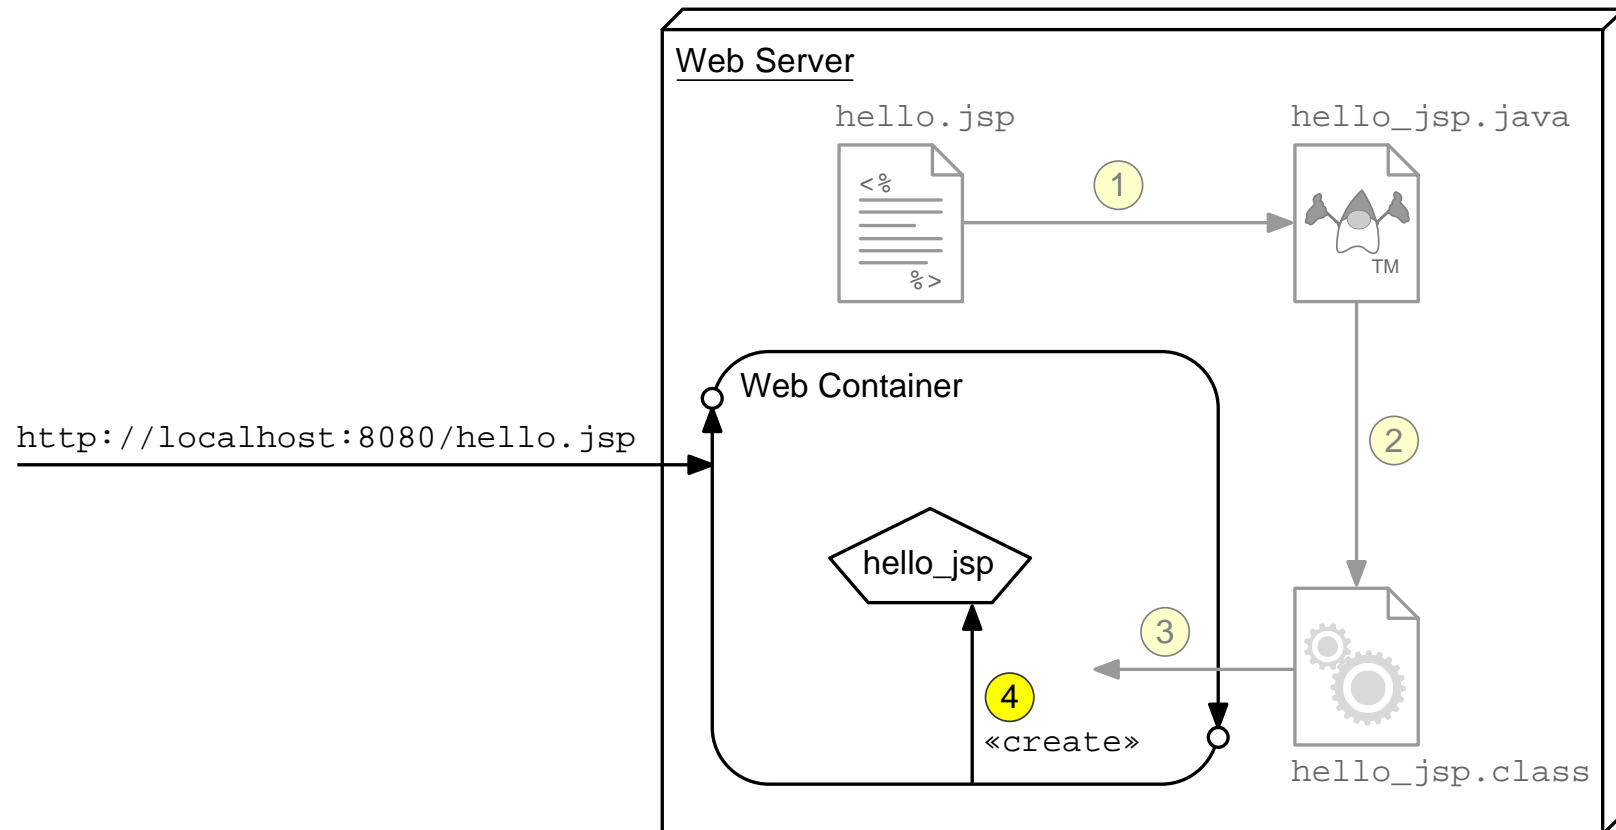 Web Server
hello.jsp
hello_jsp.java
<%
%>
1
TM
Web Container
http://localhost:8080/hello.jsp
2
hello_jsp
3
4
«create»
hello_jsp.class